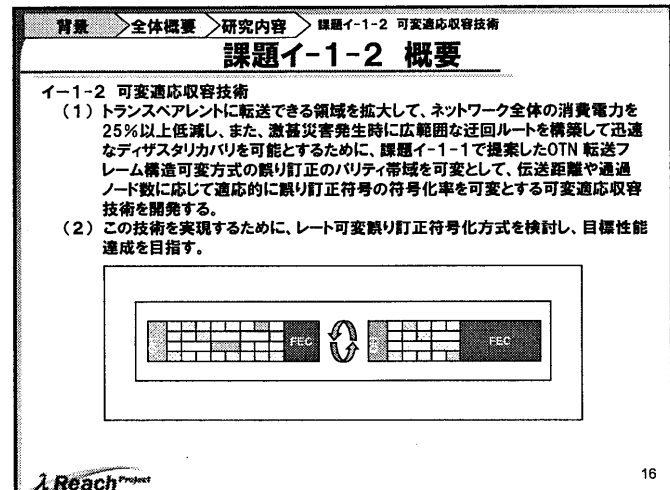 背景 全体概要 研究内容 課題イ-1-2 可変適応収容技術
課題イ-1-2 概要
イ-1-2 可変適応収容技術
(1) トランスペアレントに転送できる領域を拡大して、ネットワーク全体の消費電力を
25%以上低減し、また、激甚災害発生時に広範囲な迂回ルートを構築して迅速
なディザスタリカバリを可能とするために、課題イ-1-1で提案したOTN 転送フ
レーム構造可変方式の誤り訂正のパリティ帯域を可変として、伝送距離や通過
ノード数に応じて適応的に誤り訂正符号の符号化率を可変とする可変適応収容
技術を開発する。
(2) この技術を実現するために、レート可変誤り訂正符号化方式を検討し、目標性能
達成を目指す。
FEC FEC
λ Reach Project
16